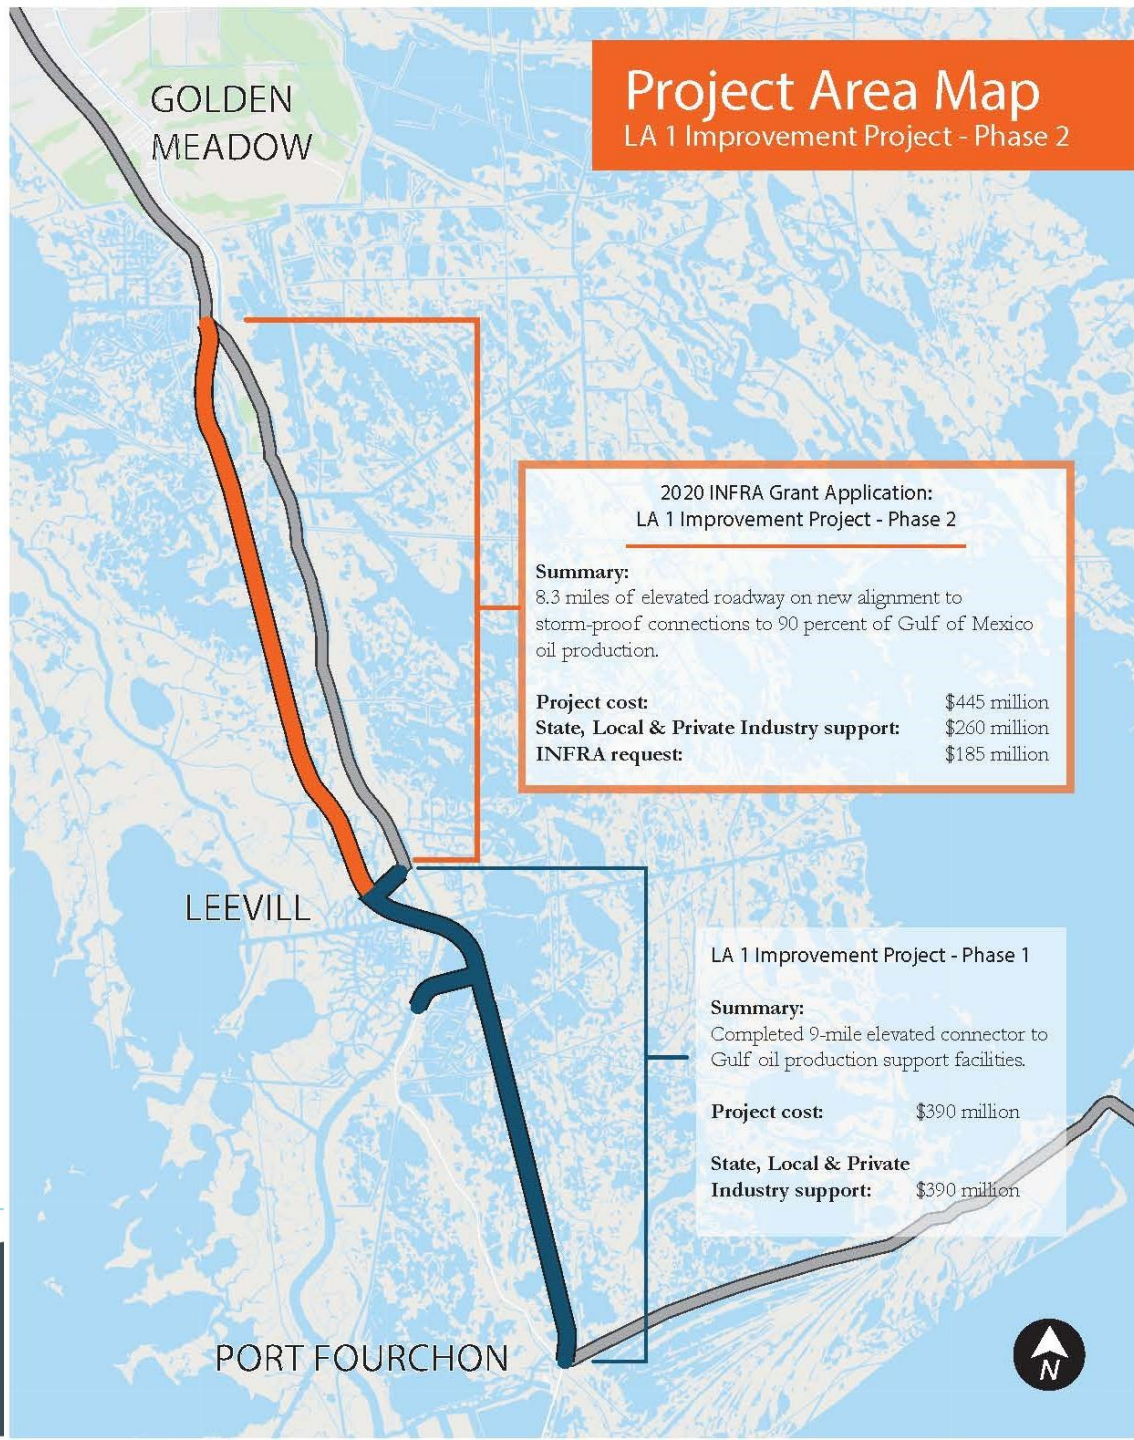 GOLDEN
MEADOW
Project Area Map
LA 1 Improvement Project - Phase 2
2020 INFRA Grant Application:
LA 1 Improvement Project - Phase 2
Summary:
8.3 miles of elevated roadway on new alignment to
storm-proof connections to 90 percent of Gulf of Mexico
oil production.
Project cost: $445 million
State, Local & Private Industry support: $260 million
INFRA request: $185 million
LEEVILL
LA 1 Improvement Project - Phase 1
Summary:
Completed 9-mile elevated connector to
Gulf oil production support facilities.
Project cost: $390 million
State, Local & Private
Industry support: $390 million
PORT FOURCHON
N